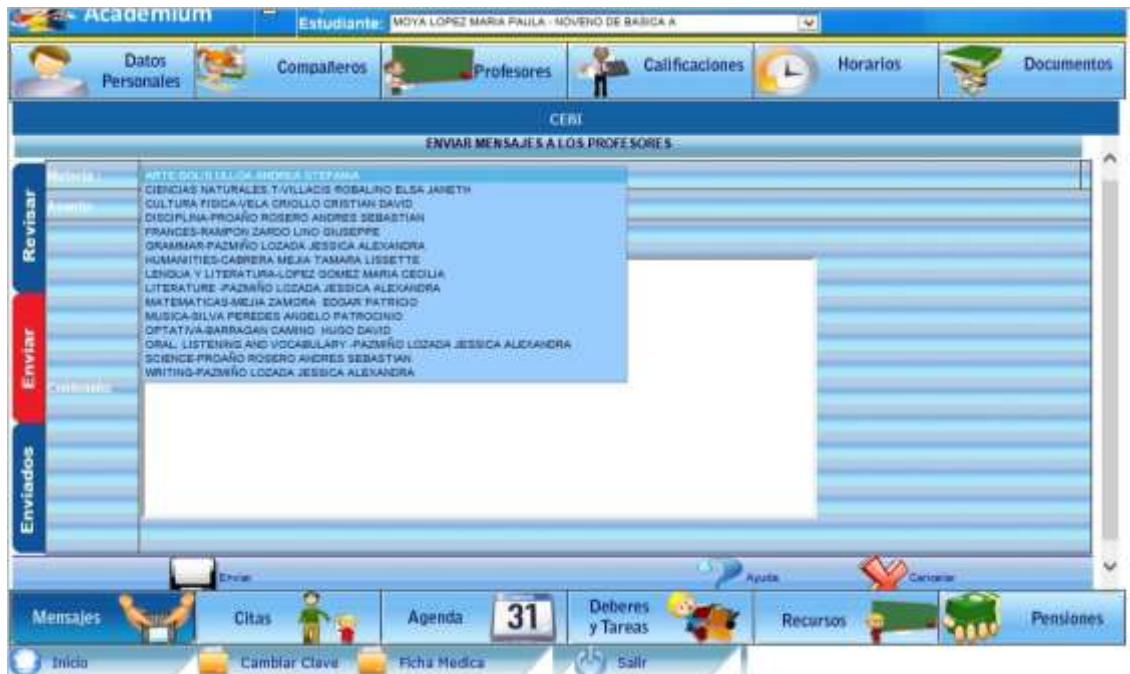 Academium
Estudiante: MOYA LOPEZ MARIA PAULA - NOVENO DE BASICA A
Datos Personales
Compañeros
Profesores
Calificaciones
Horarios
Documentos
CEBI
ENVIAR MENSAJES A LOS PROFESORES
Revisar
Enviar
Enviados
Materia :
ARTE-SOLIS ULLOA ANDREA STEFANIA
CIENCIAS NATURALES T-VILLACIS ROBALINO ELSA JANETH
Asunto:
CULTURA FISICA-VELA CRIOLLO CRISTIAN DAVID
DISCIPLINA-PROAÑO ROSERO ANDRES SEBASTIAN
FRANCES-RAMPON ZARDO LINO GIUSEPPE
GRAMMAR-PAZMIÑO LOZADA JESSICA ALEXANDRA
HUMANITIES-CABRERA MEJIA TAMARA LISSETTE
LENGUA Y LITERATURA-LOPEZ GOMEZ MARIA CECILIA
LITERATURE -PAZMIÑO LOZADA JESSICA ALEXANDRA
MATEMATICAS-MEJIA ZAMORA EDGAR PATRICIO
MUSICA-SILVA PEREDES ANGELO PATROCINIO
OPTATIVA-BARRAGAN CAMINO HUGO DAVID
ORAL, LISTENING AND VOCABULARY -PAZMIÑO LOZADA JESSICA ALEXANDRA
SCIENCE-PROAÑO ROSERO ANDRES SEBASTIAN
WRITING-PAZMIÑO LOZADA JESSICA ALEXANDRA
Contenido:
Enviar
Ayuda
Cancelar
Mensajes
Citas
Agenda
31
Deberes y Tareas
Recursos
Pensiones
Inicio
Cambiar Clave
Ficha Medica
Salir